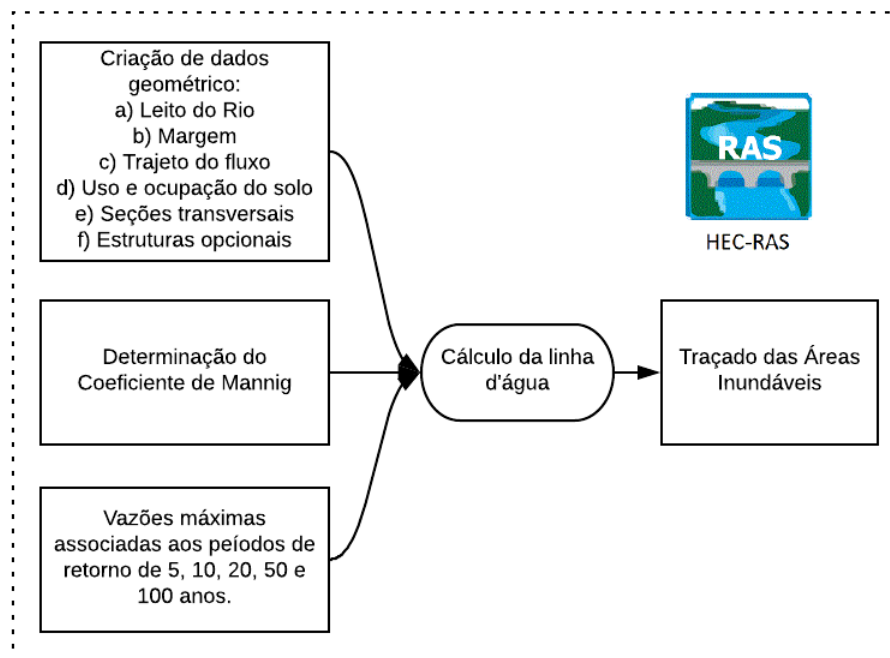 Criação de dados
geométrico:
a) Leito do Rio
b) Margem
c) Trajeto do fluxo
d) Uso e ocupação do solo
e) Seções transversais
f) Estruturas opcionais
RAS
HEC-RAS
Determinação do
Coeficiente de Mannig
Cálculo da linha
d'água
Traçado das Áreas
Inundáveis
Vazões máximas
associadas aos peíodos de
retorno de 5, 10, 20, 50 e
100 anos.